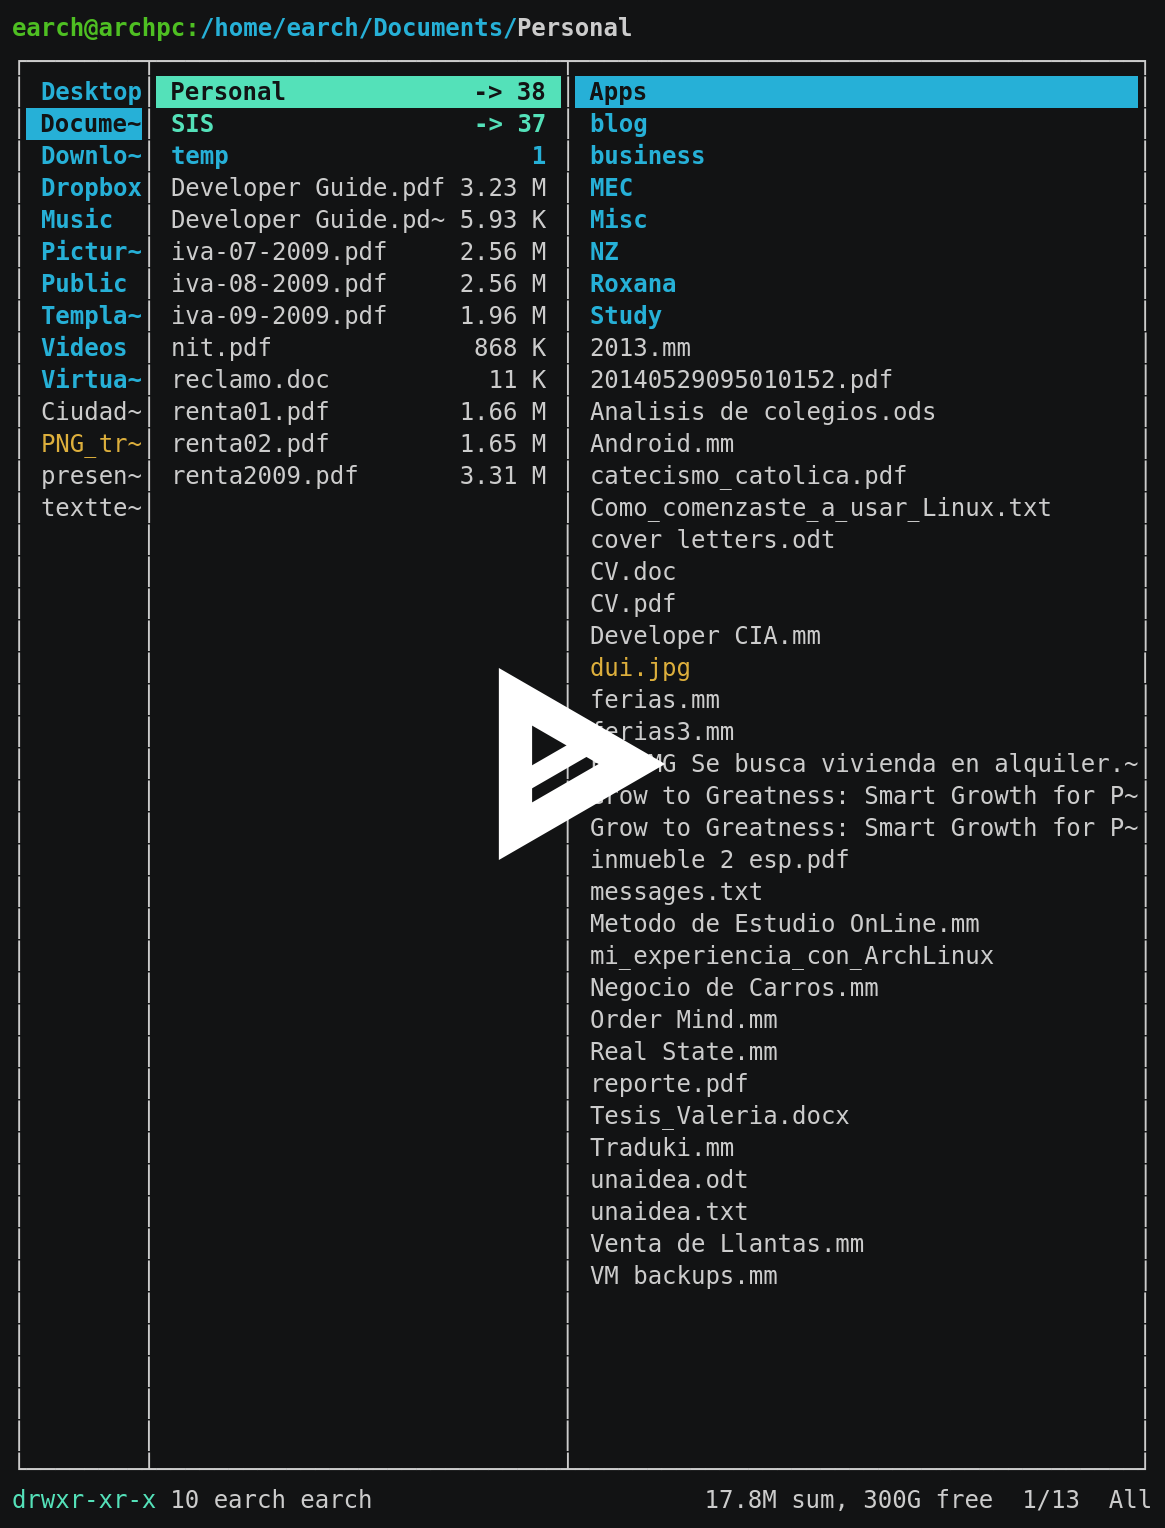 earch@archpc:/home/earch/Documents/Personal
Desktop
Docume~
Downlo~
Dropbox
Music
Pictur~
Public
Templa~
Videos
Virtua~
Ciudad~
PNG_tr~
presen~
textte~
Personal -> 38
SIS -> 37
temp 1
Developer Guide.pdf 3.23 M
Developer Guide.pd~ 5.93 K
iva-07-2009.pdf 2.56 M
iva-08-2009.pdf 2.56 M
iva-09-2009.pdf 1.96 M
nit.pdf 868 K
reclamo.doc 11 K
renta01.pdf 1.66 M
renta02.pdf 1.65 M
renta2009.pdf 3.31 M
Apps
blog
business
MEC
Misc
NZ
Roxana
Study
2013.mm
20140529095010152.pdf
Analisis de colegios.ods
Android.mm
catecismo_catolica.pdf
Como_comenzaste_a_usar_Linux.txt
cover letters.odt
CV.doc
CV.pdf
Developer CIA.mm
dui.jpg
ferias.mm
ferias3.mm
Se busca vivienda en alquiler.~
Grow to Greatness: Smart Growth for P~
Grow to Greatness: Smart Growth for P~
inmueble 2 esp.pdf
messages.txt
Metodo de Estudio OnLine.mm
mi_experiencia_con_ArchLinux
Negocio de Carros.mm
Order Mind.mm
Real State.mm
reporte.pdf
Tesis_Valeria.docx
Traduki.mm
unaidea.odt
unaidea.txt
Venta de Llantas.mm
VM backups.mm
drwxr-xr-x 10 earch earch 17.8M sum, 300G free 1/13 All